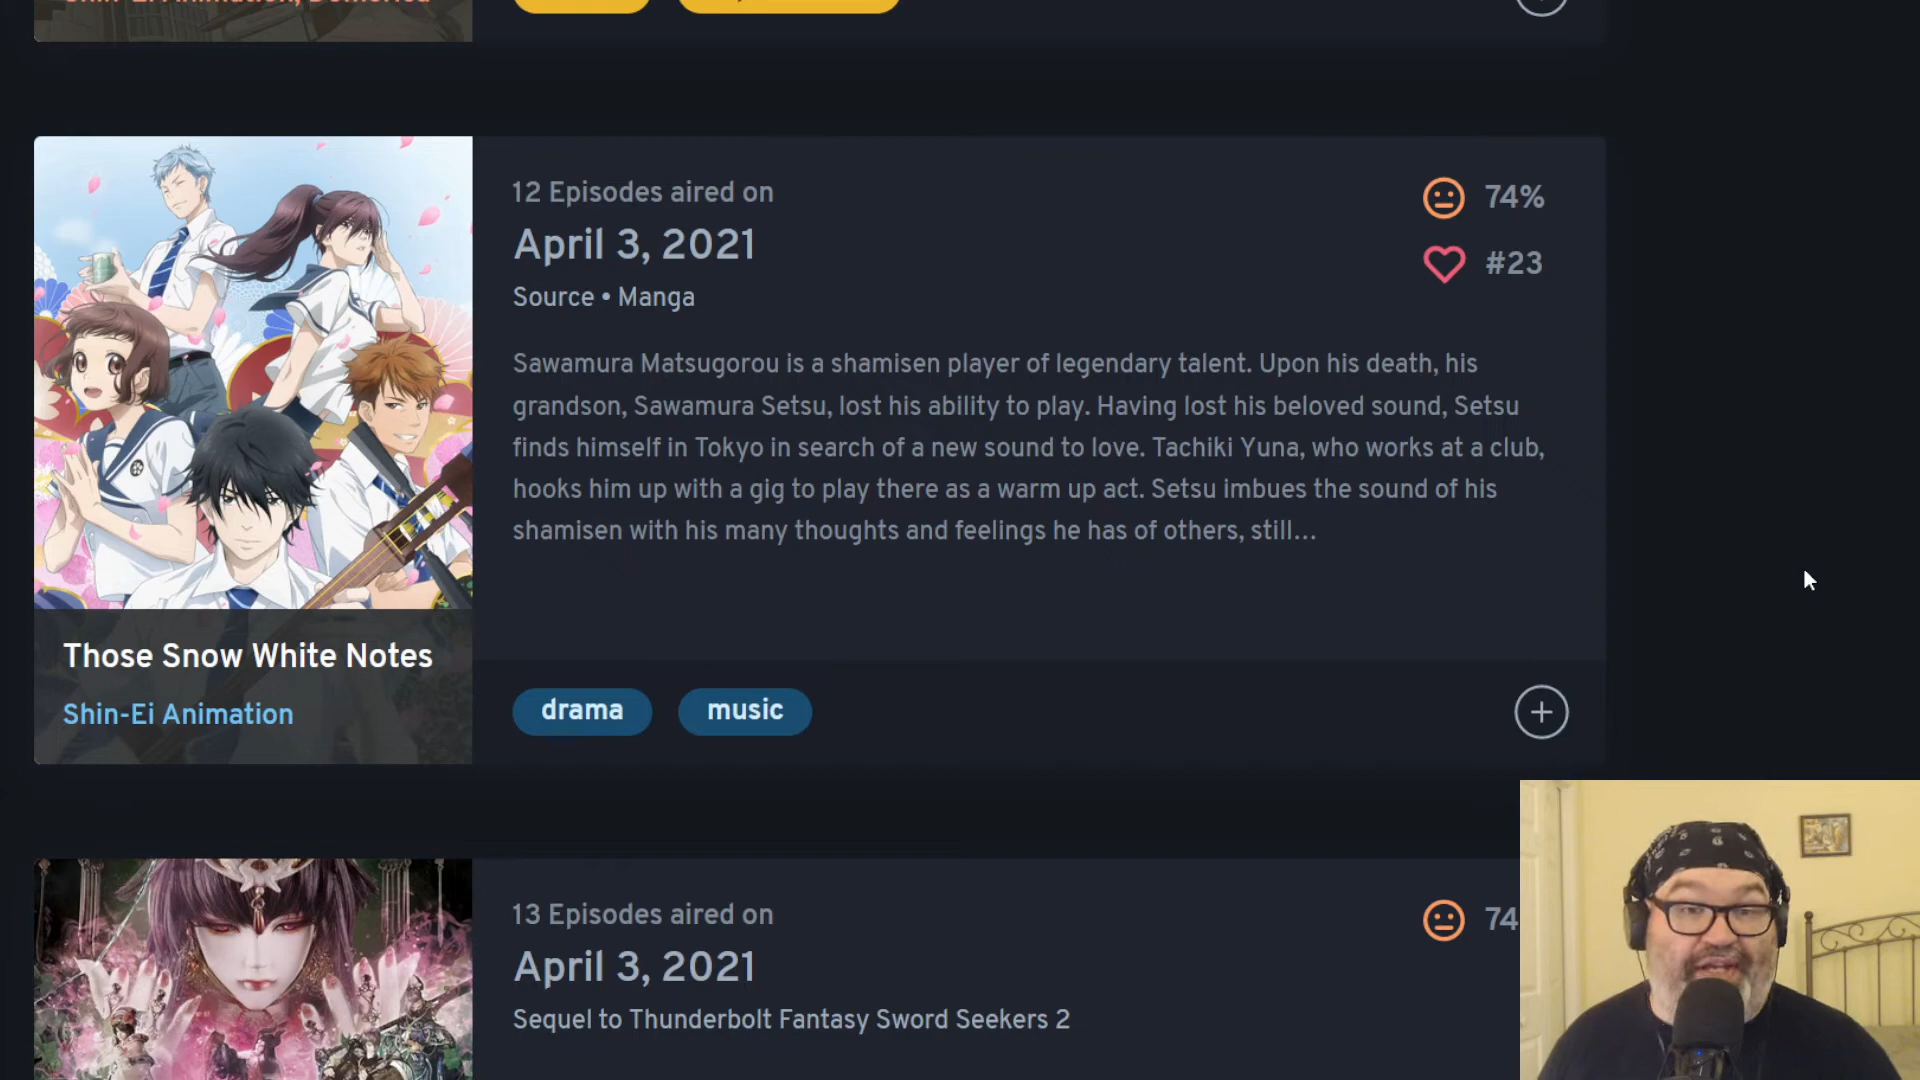 12 Episodes aired on
April 3, 2021
Source • Manga
74%
#23
Sawamura Matsugorou is a shamisen player of legendary talent. Upon his death, his
grandson, Sawamura Setsu, lost his ability to play. Having lost his beloved sound, Setsu
finds himself in Tokyo in search of a new sound to love. Tachiki Yuna, who works at a club,
hooks him up with a gig to play there as a warm up act. Setsu imbues the sound of his
shamisen with his many thoughts and feelings he has of others, still...
Those Snow White Notes
Shin-Ei Animation
drama
music
13 Episodes aired on
April 3, 2021
Sequel to Thunderbolt Fantasy Sword Seekers 2
74